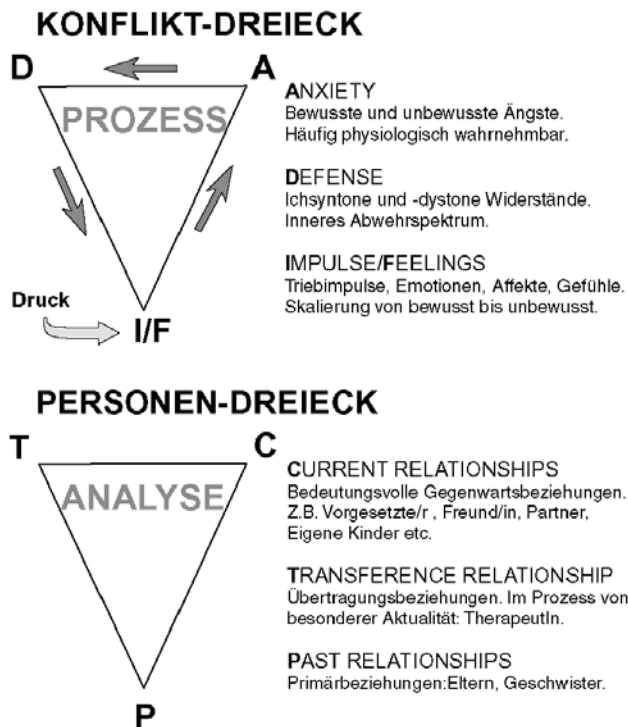 KONFLIKT-DREIECK
D
A
PROZESS
ANXIETY
Bewusste und unbewusste Ängste.
Häufig physiologisch wahrnehmbar.
DEFENSE
Ichsyntone und -dystone Widerstände.
Inneres Abwehrspektrum.
IMPULSE/FEELINGS
Triebimpulse, Emotionen, Affekte, Gefühle.
Skalierung von bewusst bis unbewusst.
Druck
I/F
PERSONEN-DREIECK
T
C
ANALYSE
CURRENT RELATIONSHIPS
Bedeutungsvolle Gegenwartsbeziehungen.
Z.B. Vorgesetzte/r , Freund/in, Partner,
Eigene Kinder etc.
TRANSFERENCE RELATIONSHIP
Übertragungsbeziehungen. Im Prozess von
besonderer Aktualität: TherapeutIn.
PAST RELATIONSHIPS
Primärbeziehungen:Eltern, Geschwister.
P